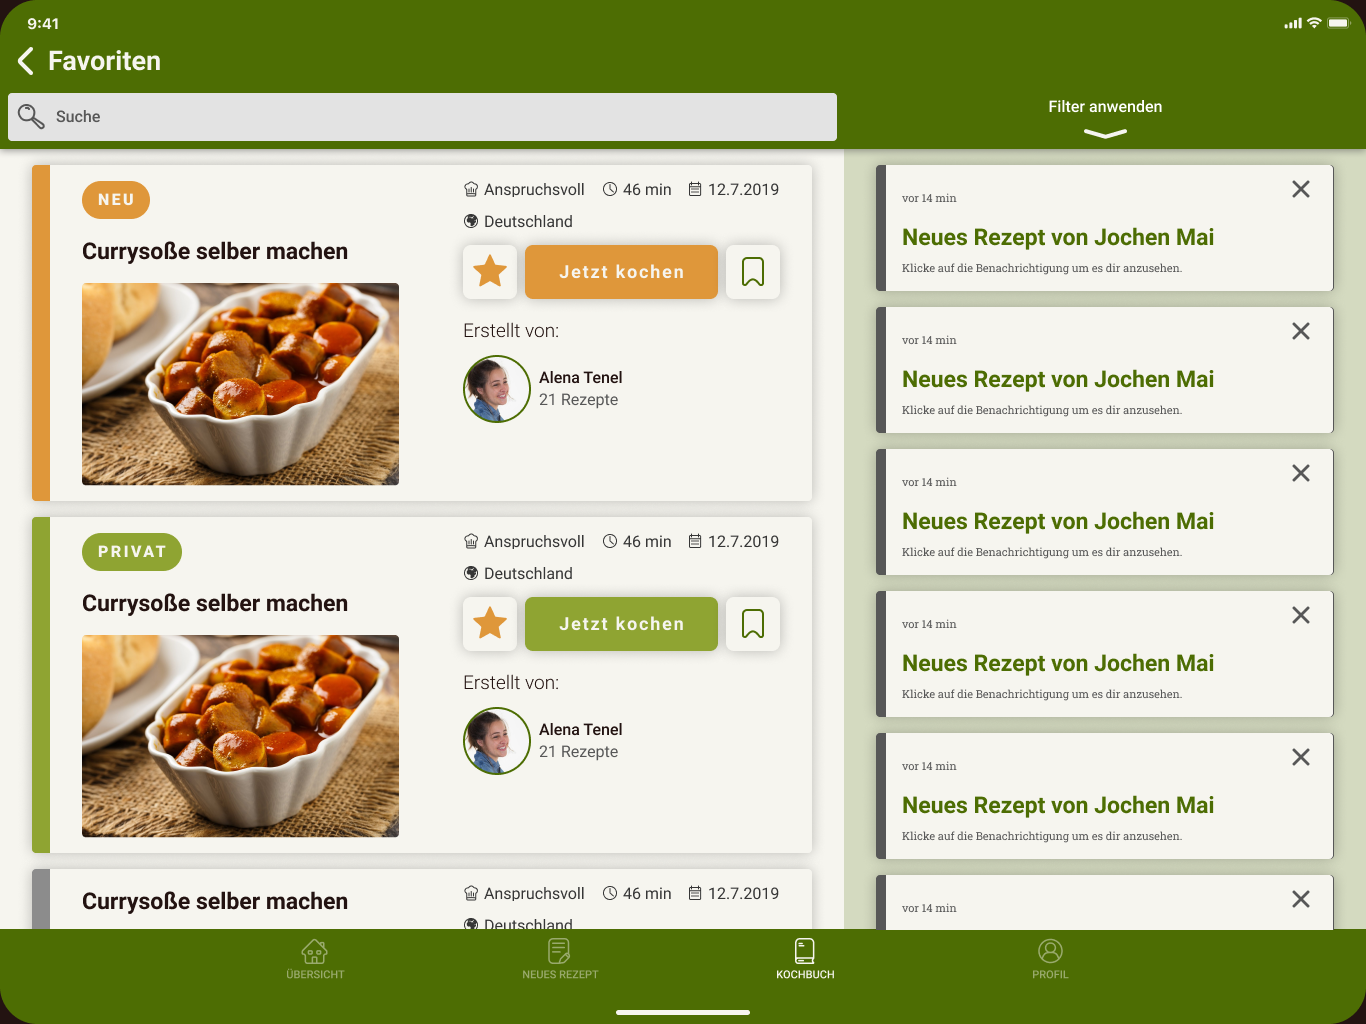 9:41
Favoriten
Suche
Filter anwenden
NEU
Currysoße selber machen
Anspruchsvoll 46 min 12.7.2019
Deutschland
Jetzt kochen
Erstellt von:
Alena Tenel
21 Rezepte
PRIVAT
Currysoße selber machen
Anspruchsvoll 46 min 12.7.2019
Deutschland
Jetzt kochen
Erstellt von:
Alena Tenel
21 Rezepte
Currysoße selber machen
Anspruchsvoll 46 min 12.7.2019
Deutschland
vor 14 min
Neues Rezept von Jochen Mai
Klicke auf die Benachrichtigung um es dir anzusehen.
vor 14 min
Neues Rezept von Jochen Mai
Klicke auf die Benachrichtigung um es dir anzusehen.
vor 14 min
Neues Rezept von Jochen Mai
Klicke auf die Benachrichtigung um es dir anzusehen.
vor 14 min
Neues Rezept von Jochen Mai
Klicke auf die Benachrichtigung um es dir anzusehen.
vor 14 min
Neues Rezept von Jochen Mai
Klicke auf die Benachrichtigung um es dir anzusehen.
vor 14 min
ÜBERSICHT
NEUES REZEPT
KOCHBUCH
PROFIL